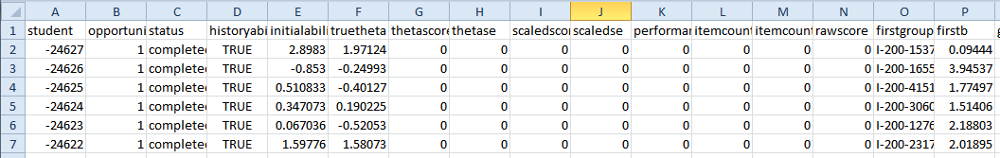 A B C D E F G H I J K L M N O P
1 student opportuni status historyabi initialabili truetheta thetascore thetase scaledscor scaledse performan itemcount itemcount rawscore firstgroup firstb
2 -24627 1 completed TRUE 2.8983 1.97124 0 0 0 0 0 0 0 0 I-200-1537 0.09444
3 -24626 1 completed TRUE -0.853 -0.24993 0 0 0 0 0 0 0 0 I-200-1655 3.94537
4 -24625 1 completed TRUE 0.510833 -0.40127 0 0 0 0 0 0 0 0 I-200-4151 1.77497
5 -24624 1 completed TRUE 0.347073 0.190225 0 0 0 0 0 0 0 0 I-200-3060 1.51406
6 -24623 1 completed TRUE 0.067036 -0.52053 0 0 0 0 0 0 0 0 I-200-1276 2.18803
7 -24622 1 completed TRUE 1.59776 1.58073 0 0 0 0 0 0 0 0 I-200-2317 2.01895